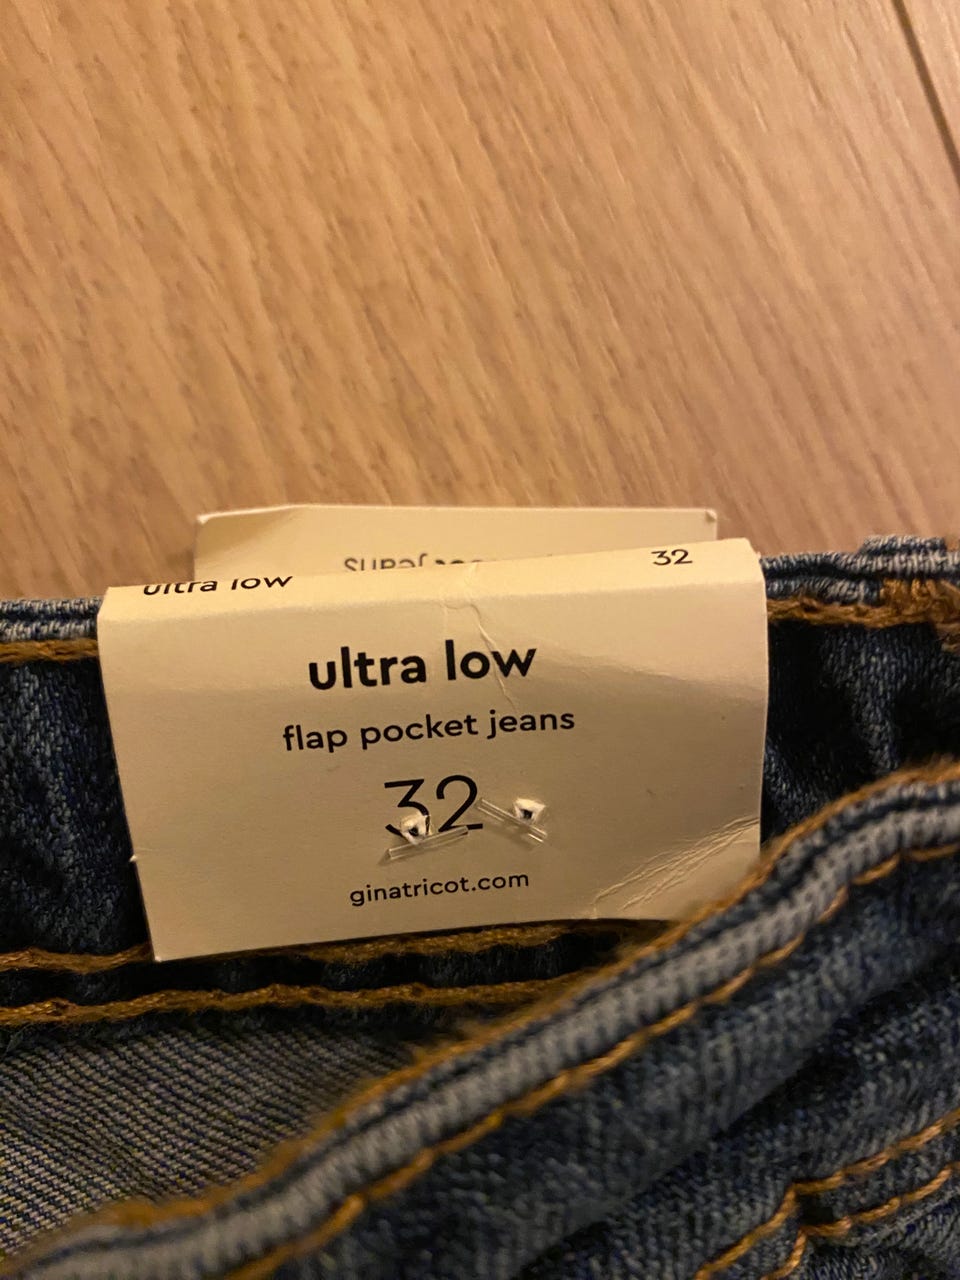 ultra low 32
ultra low
flap pocket jeans
32
ginatricot.com